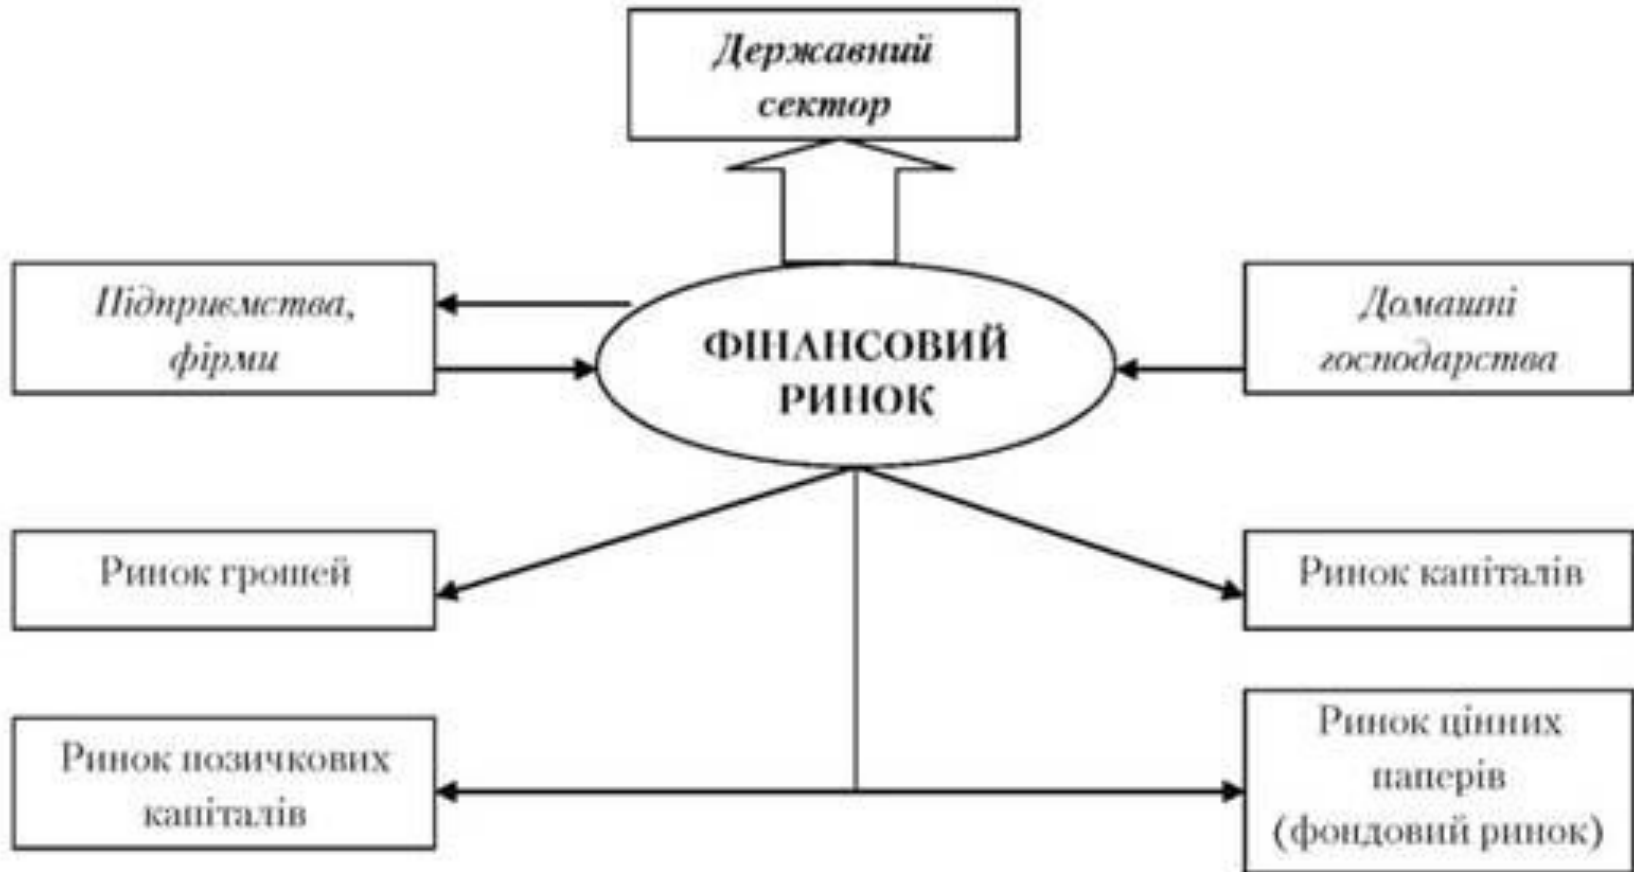 Державний
сектор
Підприємства,
фірми
ФІНАНСОВИЙ
РИНОК
Домашні
господарства
Ринок грошей
Ринок капіталів
Ринок позичкових
капіталів
Ринок цінних
паперів
(фондовий ринок)